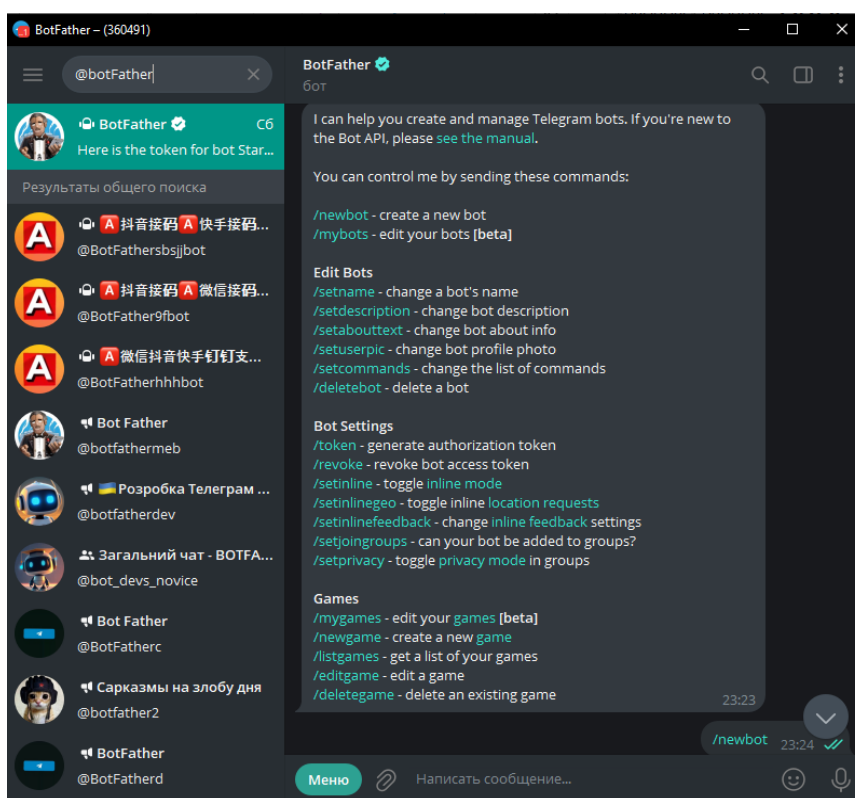 BotFather – (360491)
@botFather
BotFather
Сб
Here is the token for bot Star...
Результаты общего поиска
A抖音接码A快手接码...
@BotFathersbsjjbot
A抖音接码A微信接码...
@BotFather9fbot
A微信抖音快手钉钉支...
@BotFatherhhhbot
Bot Father
@botfathermeb
Розробка Телеграм ...
@botfatherdev
Загальний чат - BOTFA...
@bot_devs_novice
Bot Father
@BotFatherc
Сарказмы на злобу дня
@botfather2
BotFather
@BotFatherd
BotFather
бот
I can help you create and manage Telegram bots. If you're new to
the Bot API, please see the manual.
You can control me by sending these commands:
/newbot - create a new bot
/mybots - edit your bots [beta]
Edit Bots
/setname - change a bot's name
/setdescription - change bot description
/setabouttext - change bot about info
/setuserpic - change bot profile photo
/setcommands - change the list of commands
/deletebot - delete a bot
Bot Settings
/token - generate authorization token
/revoke - revoke bot access token
/setinline - toggle inline mode
/setinlinegeo - toggle inline location requests
/setinlinefeedback - change inline feedback settings
/setjoingroups - can your bot be added to groups?
/setprivacy - toggle privacy mode in groups
Games
/mygames - edit your games [beta]
/newgame - create a new game
/listgames - get a list of your games
/editgame - edit a game
/deletegame - delete an existing game
23:23
/newbot 23:24
Меню
Написать сообщение...